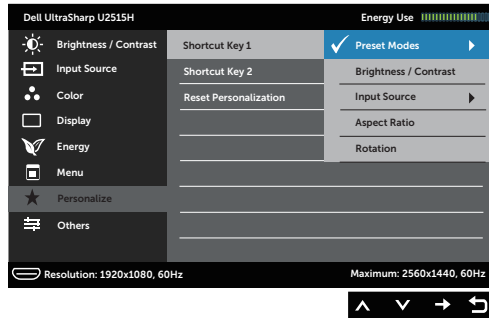 Dell UltraSharp U2515H Energy Use
Brightness / Contrast Shortcut Key 1 Preset Modes
Input Source Shortcut Key 2 Brightness / Contrast
Color Reset Personalization Input Source
Display Aspect Ratio
Energy Rotation
Menu
Personalize
Others
Resolution: 1920x1080, 60Hz Maximum: 2560x1440, 60Hz